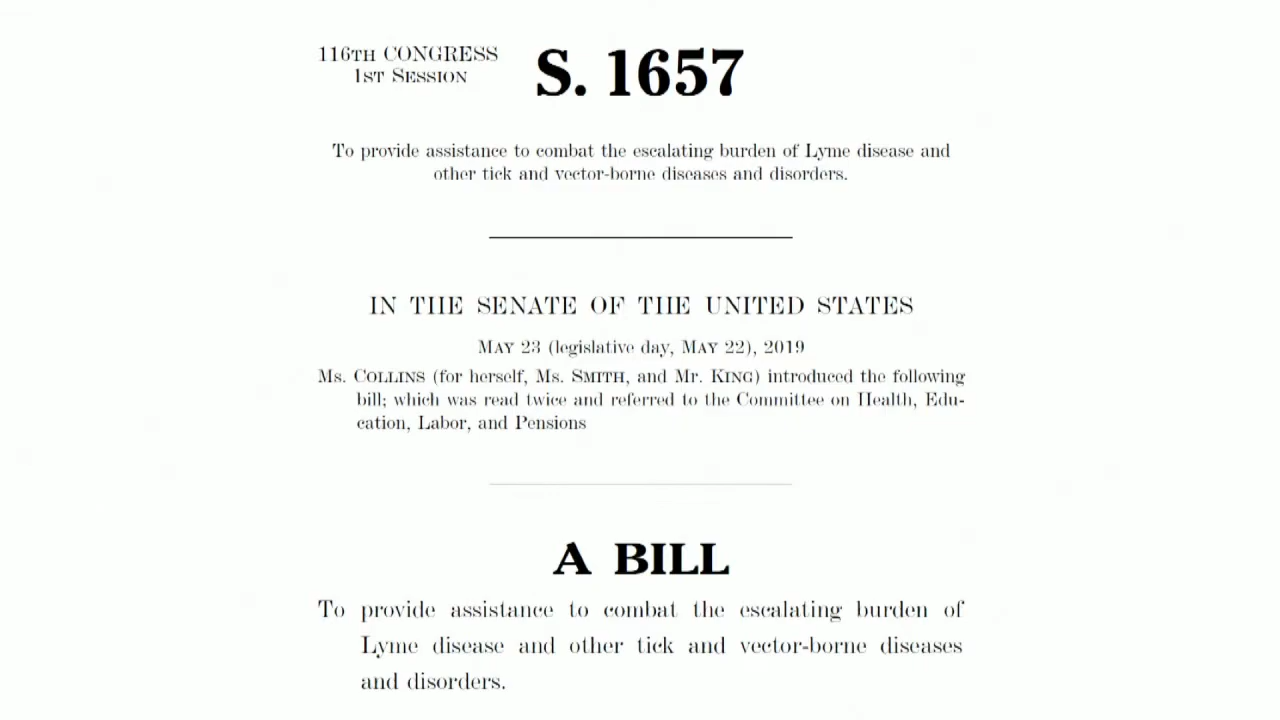 116TH CONGRESS
1ST SESSION
S. 1657
To provide assistance to combat the escalating burden of Lyme disease and
other tick and vector-borne diseases and disorders.
IN THE SENATE OF THE UNITED STATES
MAY 23 (legislative day, MAY 22), 2019
Ms. COLLINS (for herself, Ms. SMITH, and Mr. KING) introduced the following
bill; which was read twice and referred to the Committee on Health, Edu-
cation, Labor, and Pensions
A BILL
To provide assistance to combat the escalating burden of
Lyme disease and other tick and vector-borne diseases
and disorders.